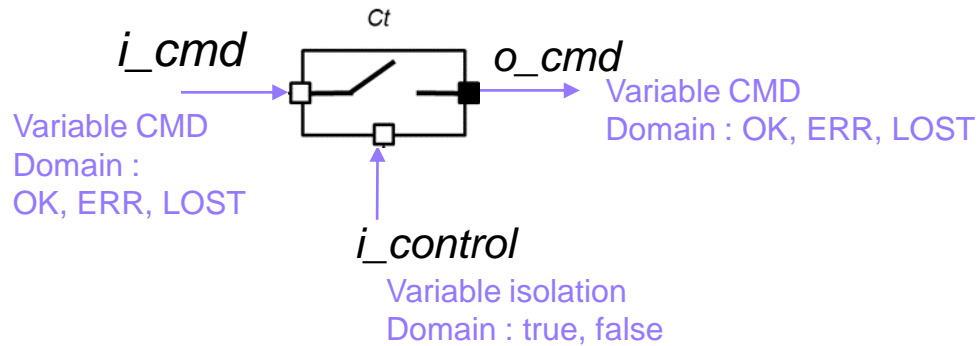 Ct
i_cmd
o_cmd
Variable CMD
Domain :
OK, ERR, LOST
Variable CMD
Domain : OK, ERR, LOST
i_control
Variable isolation
Domain : true, false